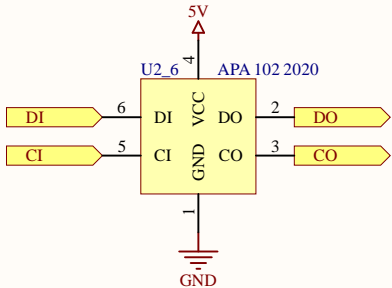 5V
4
U2_6 APA 102 2020
DI 6 DI VCC DO 2 DO
CI 5 CI GND CO 3 CO
1
GND